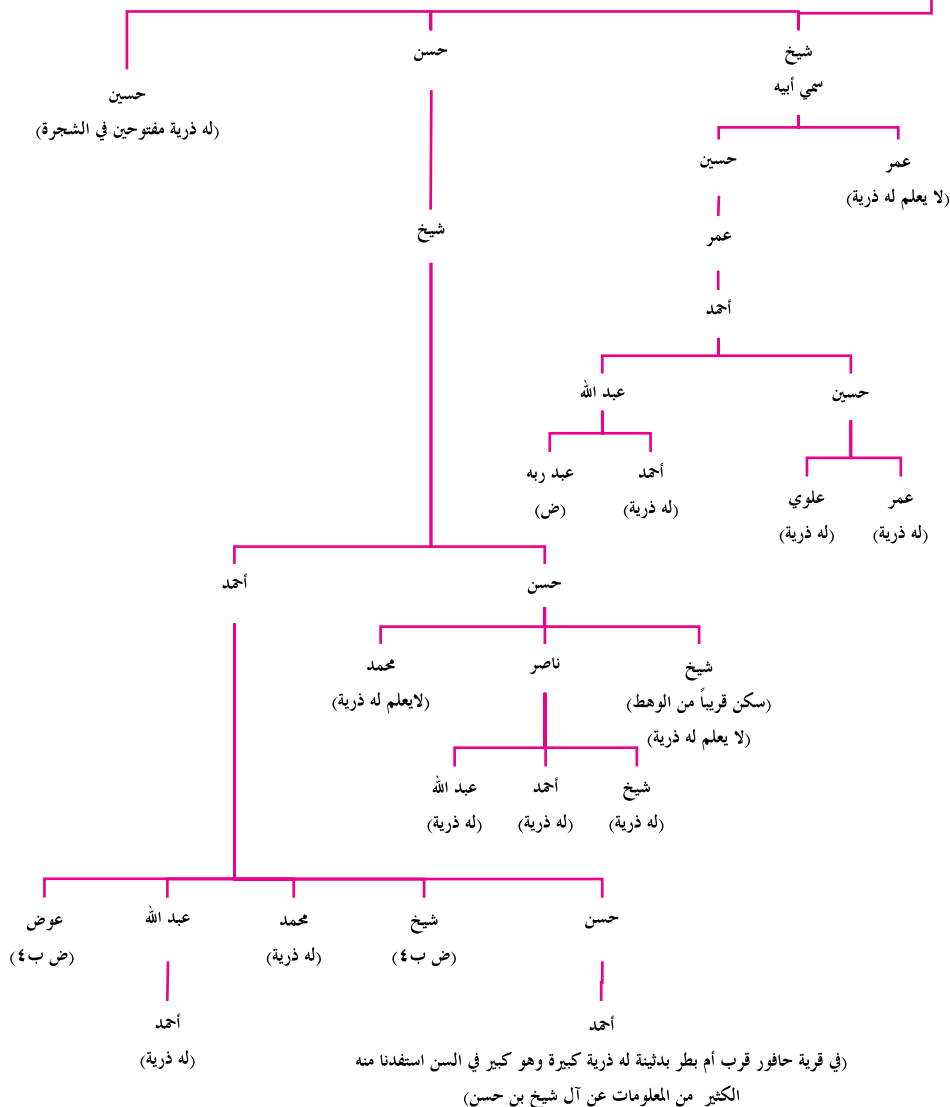 شيخ
سمي أبيه
حسن
حسين
(له ذرية مفتوحين في الشجرة)
عمر
(لا يعلم له ذرية)
حسين
عمر
أحمد
حسين
عبد الله
عمر
(له ذرية)
علوي
(له ذرية)
أحمد
(له ذرية)
عبد ربه
(ض)
شيخ
حسن
أحمد
شيخ
(سكن قريباً من الوهط)
(لا يعلم له ذرية)
ناصر
محمد
(لايعلم له ذرية)
شيخ
(له ذرية)
أحمد
(له ذرية)
عبد الله
(له ذرية)
حسن
شيخ
(ض ب٤)
محمد
(له ذرية)
عبد الله
عوض
(ض ب٤)
أحمد
(في قرية حافور قرب أم بطر بدثينة له ذرية كبيرة وهو كبير في السن استفدنا منه
الكثير من المعلومات عن آل شيخ بن حسن)
أحمد
(له ذرية)